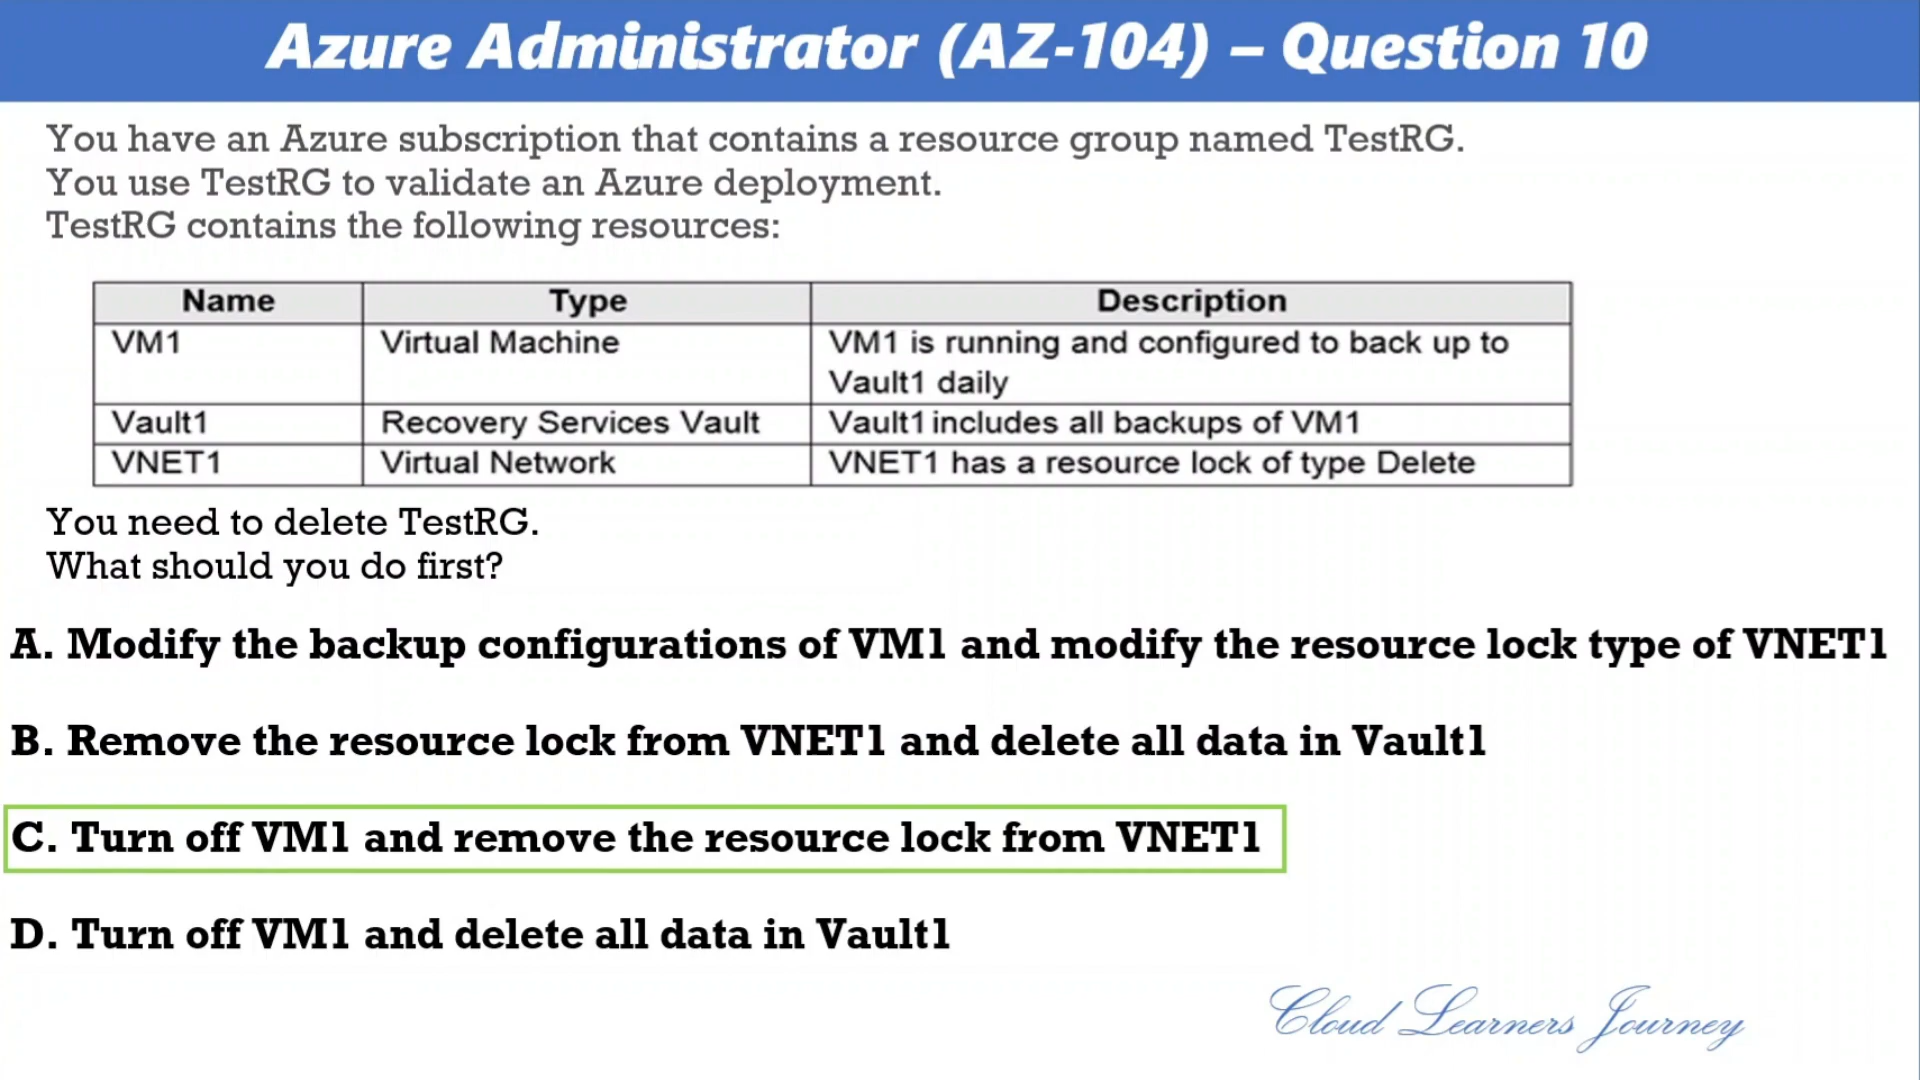 Azure Administrator (AZ-104) – Question 10
You have an Azure subscription that contains a resource group named TestRG.
You use TestRG to validate an Azure deployment.
TestRG contains the following resources:
Name Type Description
VM1 Virtual Machine VM1 is running and configured to back up to
Vault1 daily
Vault1 Recovery Services Vault Vault1 includes all backups of VM1
VNET1 Virtual Network VNET1 has a resource lock of type Delete
You need to delete TestRG.
What should you do first?
A. Modify the backup configurations of VM1 and modify the resource lock type of VNET1
B. Remove the resource lock from VNET1 and delete all data in Vault1
C. Turn off VM1 and remove the resource lock from VNET1
D. Turn off VM1 and delete all data in Vault1
Cloud Learners Journey